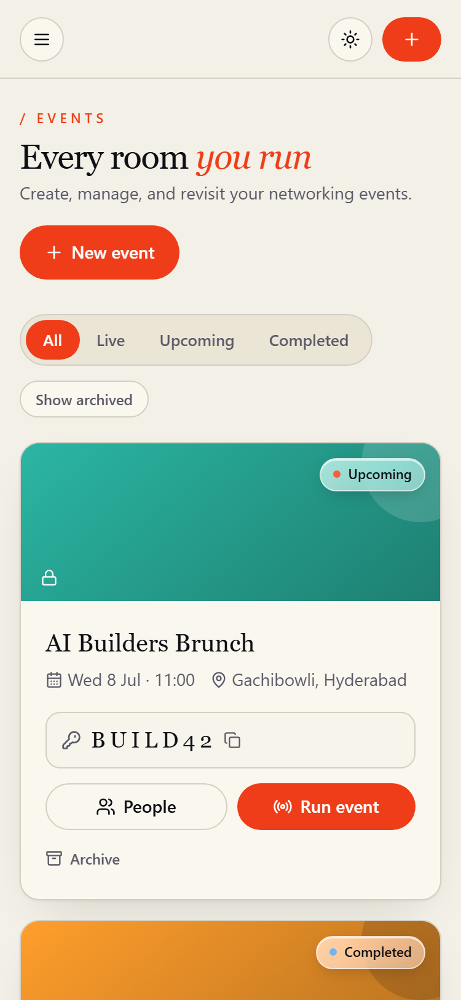 / EVENTS
Every room you run
Create, manage, and revisit your networking events.
New event
All Live Upcoming Completed
Show archived
Upcoming
AI Builders Brunch
Wed 8 Jul · 11:00 Gachibowli, Hyderabad
BUILD42
People Run event
Archive
Completed